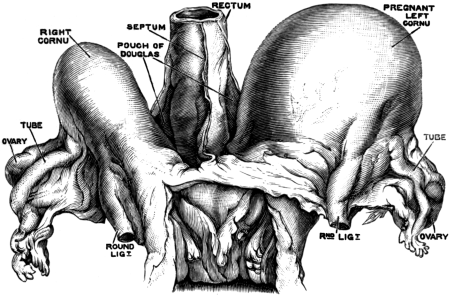 RECTUM
SEPTUM
POUCH OF
DOUGLAS
RIGHT
CORNU
PREGNANT
LEFT
CORNU
TUBE
OVARY
TUBE
ROUND
LIGT
RND LIGT
OVARY